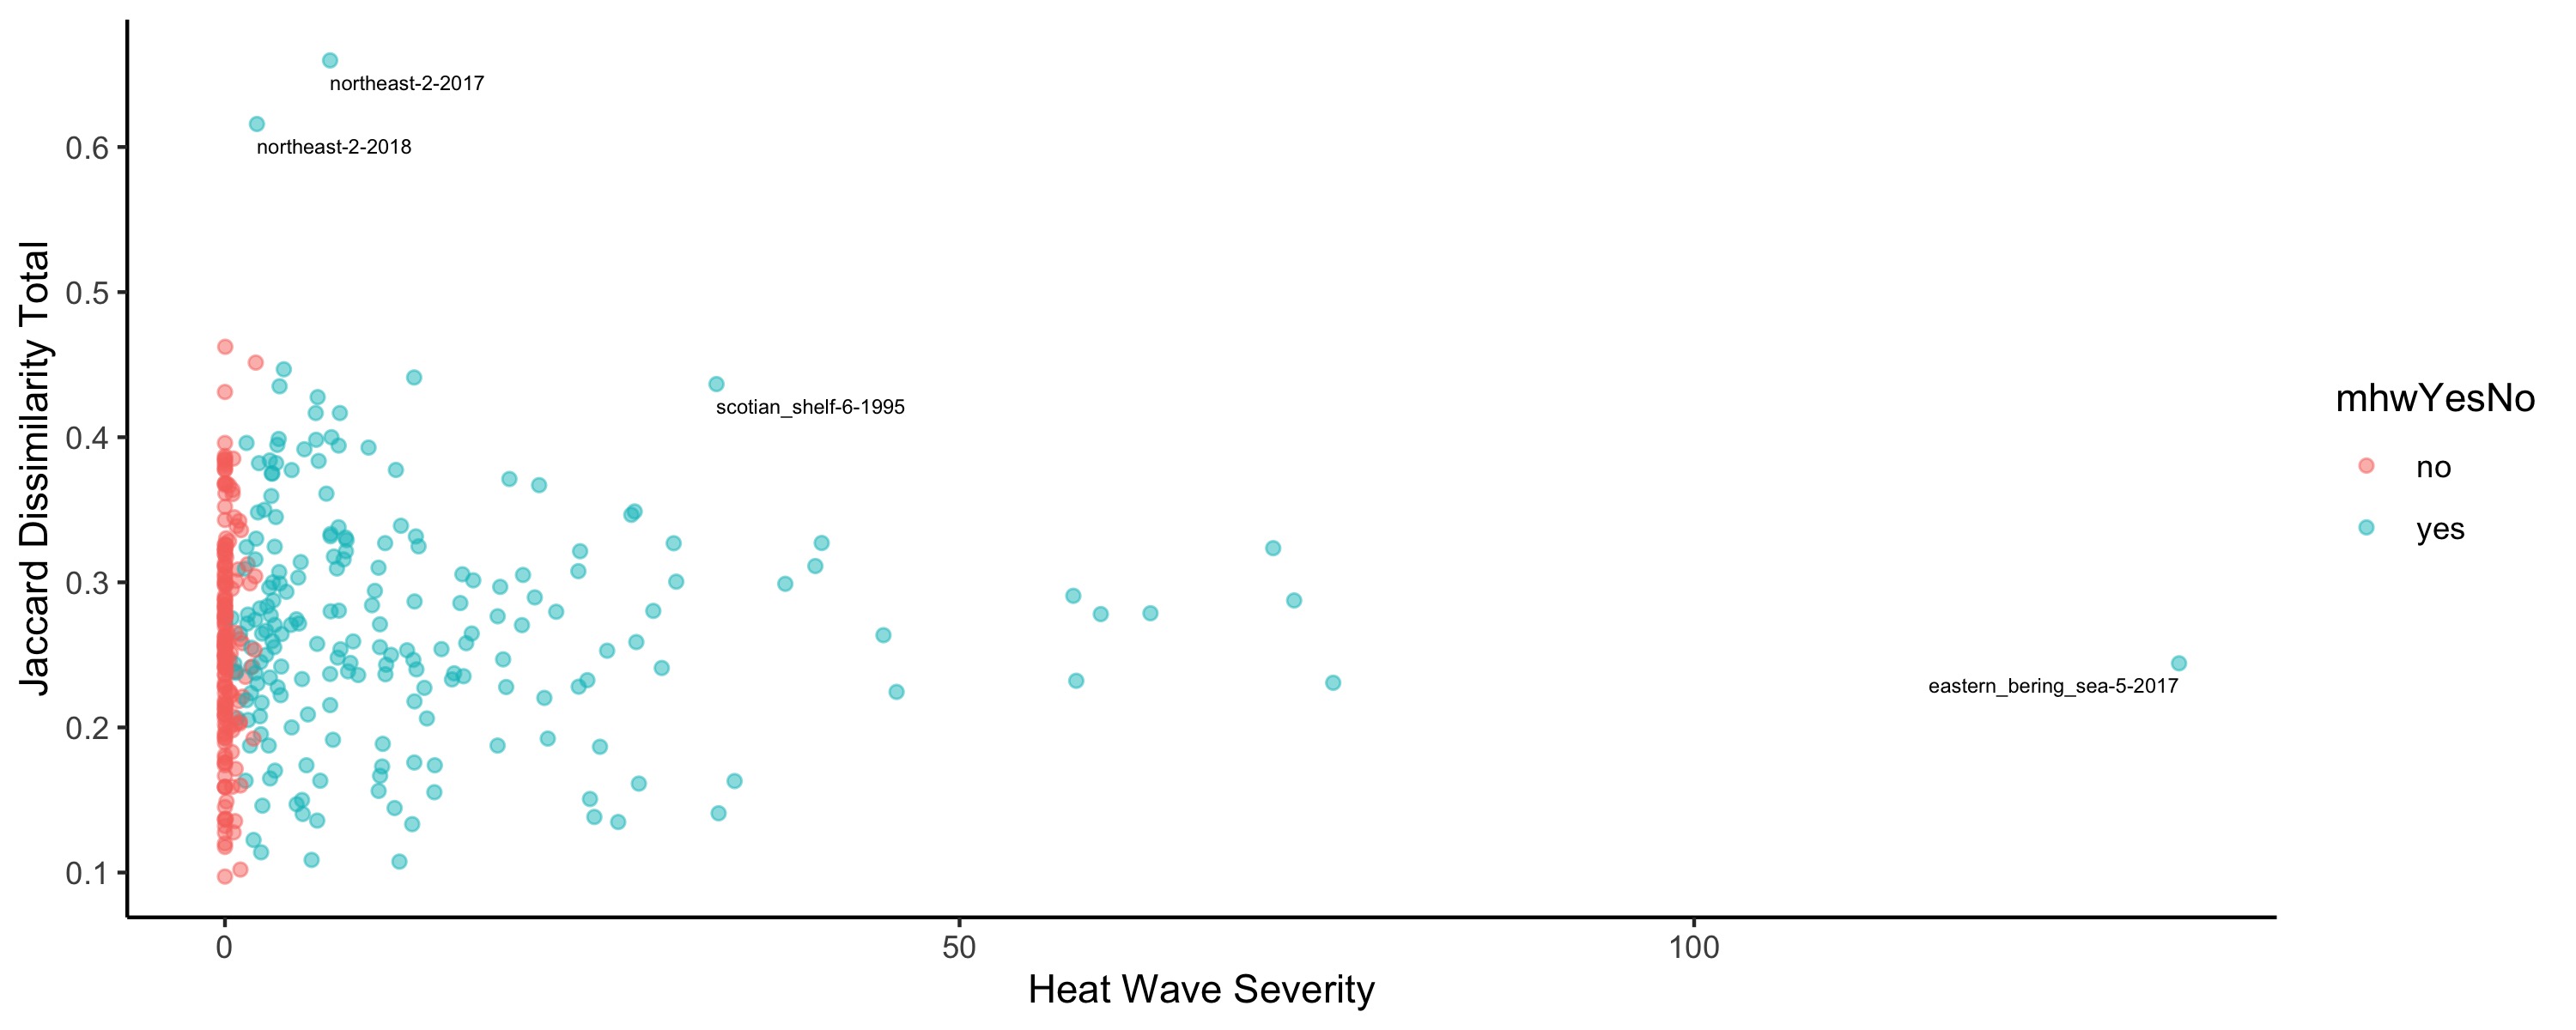 northeast-2-2017
northeast-2-2018
scotian_shelf-6-1995
eastern_bering_sea-5-2017
Jaccard Dissimilarity Total
0.6
0.5
0.4
0.3
0.2
0.1
0
50
100
Heat Wave Severity
mhwYesNo
no
yes